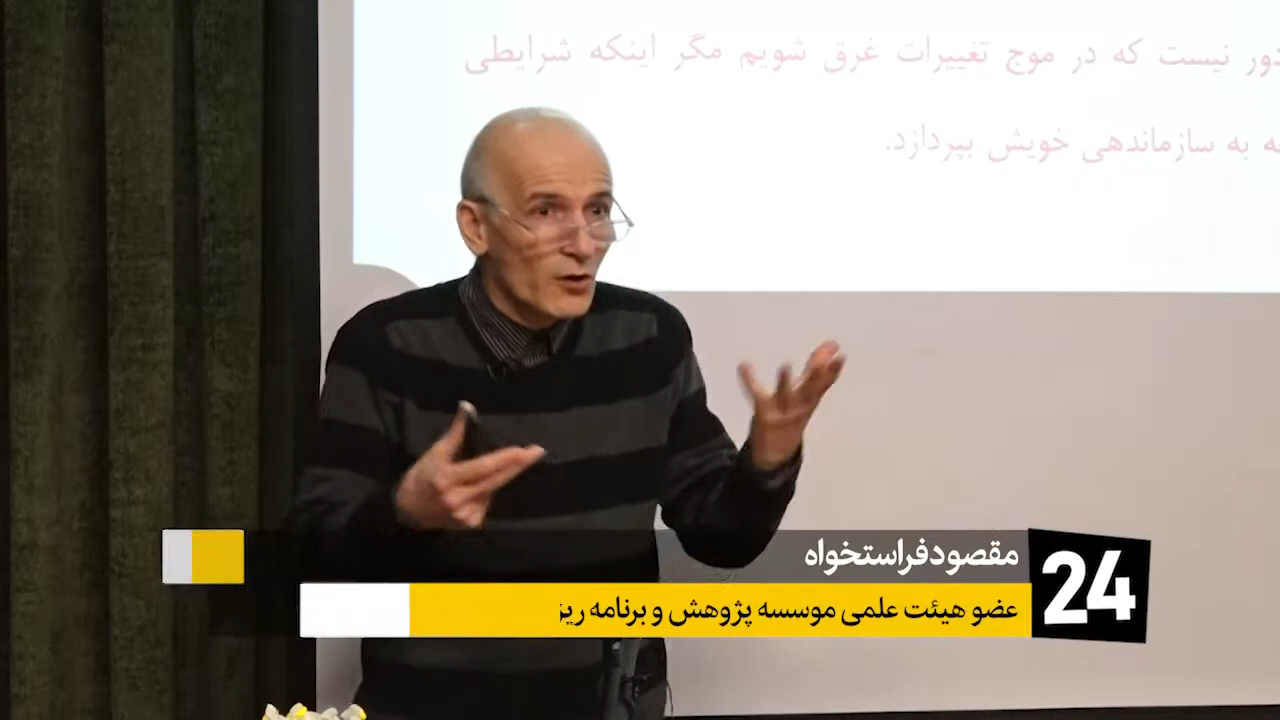 دور نیست که در موج تغییرات غرق شویم مگر اینکه شرایطی
به سازماندهی خویش بپردازد.
مقصود فراستخواه
24
عضو هیئت علمی موسسه پژوهش و برنامه ریز